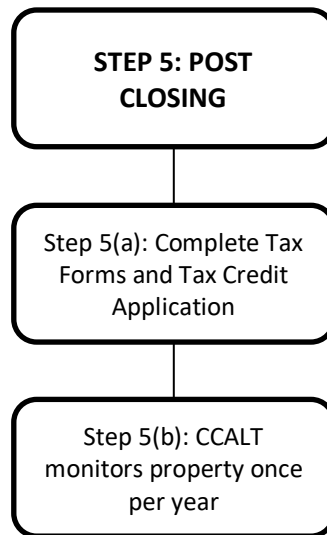 STEP 5: POST
CLOSING
Step 5(a): Complete Tax
Forms and Tax Credit
Application
Step 5(b): CCALT
monitors property once
per year